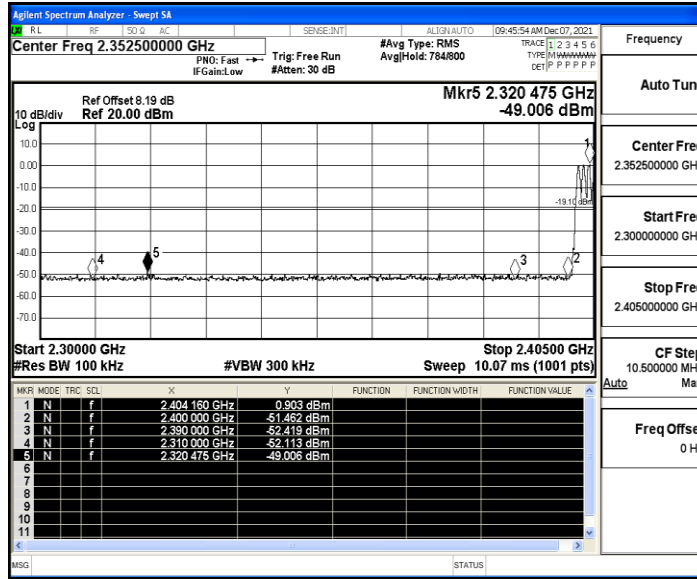 Agilent Spectrum Analyzer - Swept SA
RL RF 50 Ω AC SENSE:INT ALIGN AUTO 09:45:54 AM Dec 07, 2021
Center Freq 2.352500000 GHz
PNO: Fast
IFGain:Low
Trig: Free Run
#Atten: 30 dB
#Avg Type: RMS
Avg|Hold: 784/800
TRACE 1 2 3 4 5 6
TYPE
DET P P P P P P
Frequency
Auto Tun
Center Fre
2.352500000 GH
Start Fre
2.300000000 GH
Stop Fre
2.405000000 GH
CF Ste
10.500000 MH
Auto Ma
Freq Offse
0 H
Mkr5 2.320 475 GHz
-49.006 dBm
Ref Offset 8.19 dB
10 dB/div Ref 20.00 dBm
Log
10.0
0.00
-10.0
-20.0
-30.0
-40.0
-50.0
-60.0
-70.0
1
-19.10 dBm
4
5
3
2
Start 2.30000 GHz
Stop 2.40500 GHz
#Res BW 100 kHz
#VBW 300 kHz
Sweep 10.07 ms (1001 pts)
MKR MODE TRC SCL X Y FUNCTION FUNCTION WIDTH FUNCTION VALUE
1 N f 2.404 160 GHz 0.903 dBm
2 N f 2.400 000 GHz -51.462 dBm
3 N f 2.390 000 GHz -52.419 dBm
4 N f 2.310 000 GHz -52.113 dBm
5 N f 2.320 475 GHz -49.006 dBm
6
7
8
9
10
11
MSG
STATUS